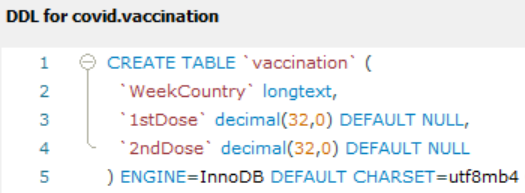 DDL for covid.vaccination
1 CREATE TABLE `vaccination` (
2 `WeekCountry` longtext,
3 `1stDose` decimal(32,0) DEFAULT NULL,
4 `2ndDose` decimal(32,0) DEFAULT NULL
5 ) ENGINE=InnoDB DEFAULT CHARSET=utf8mb4